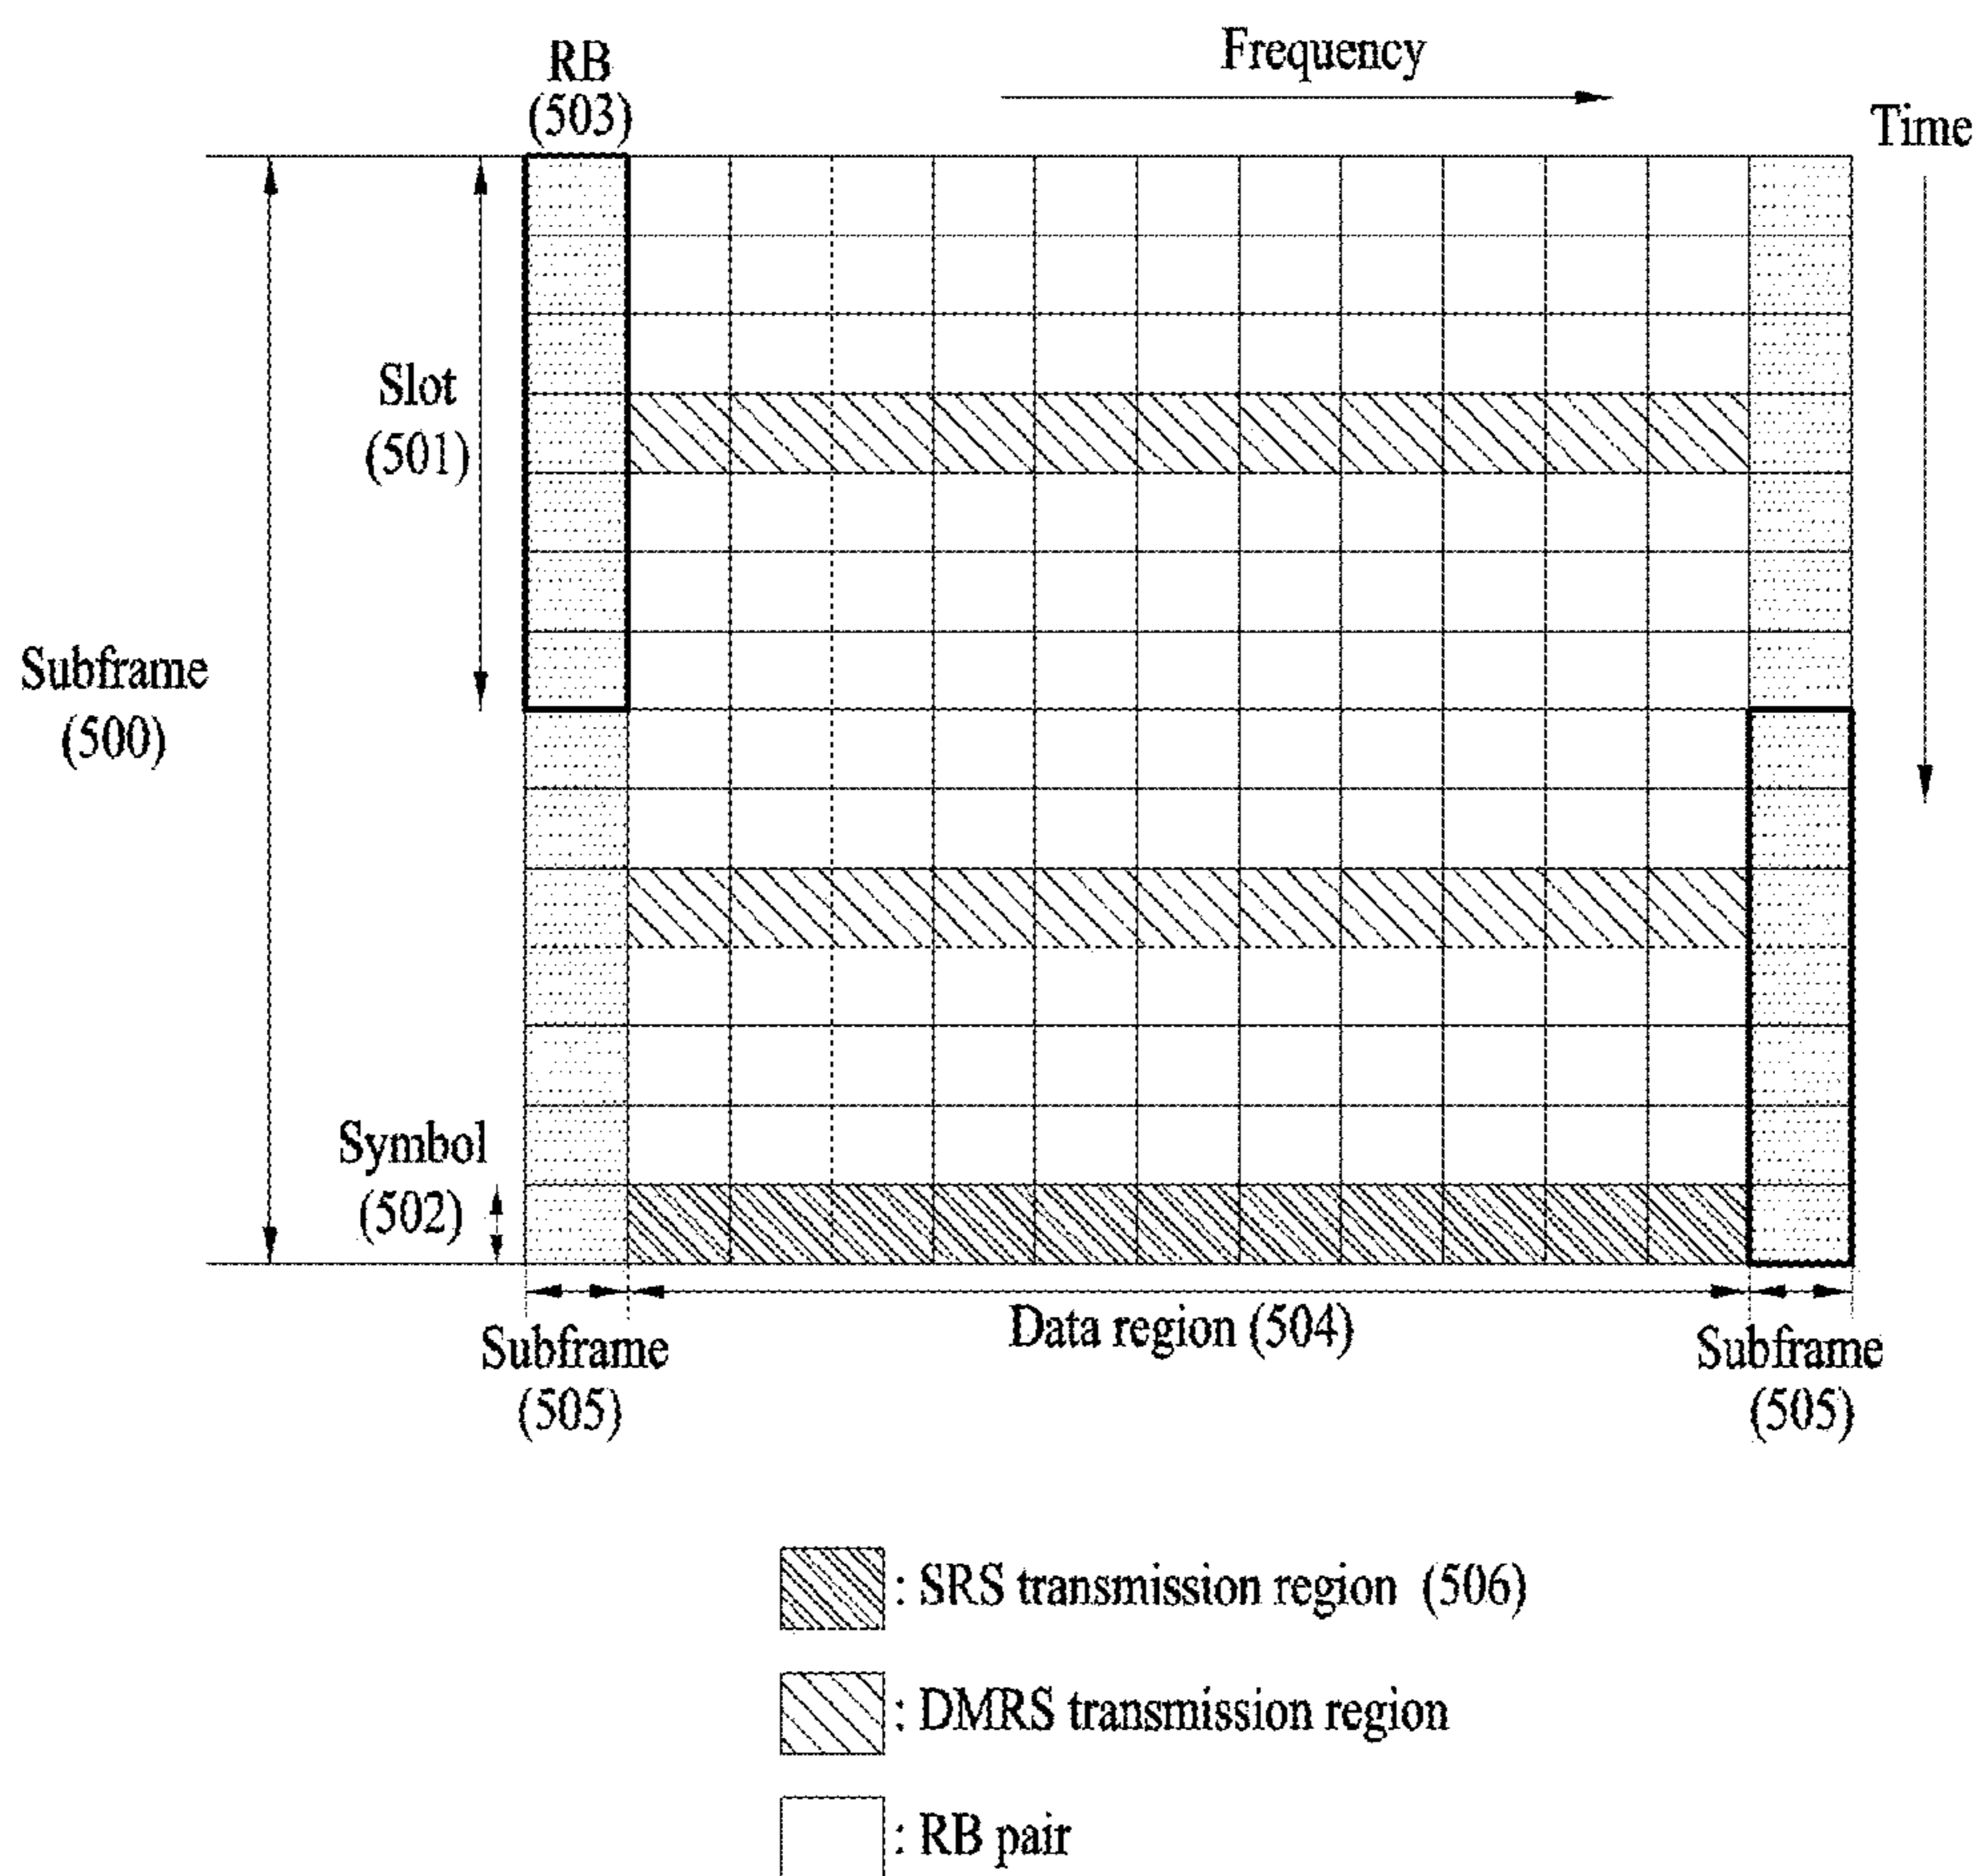 RB
(503)
Frequency
Time
Slot
(501)
Subframe
(500)
Symbol
(502)
Data region (504)
Subframe
(505)
Subframe
(505)
: SRS transmission region (506)
: DMRS transmission region
: RB pair